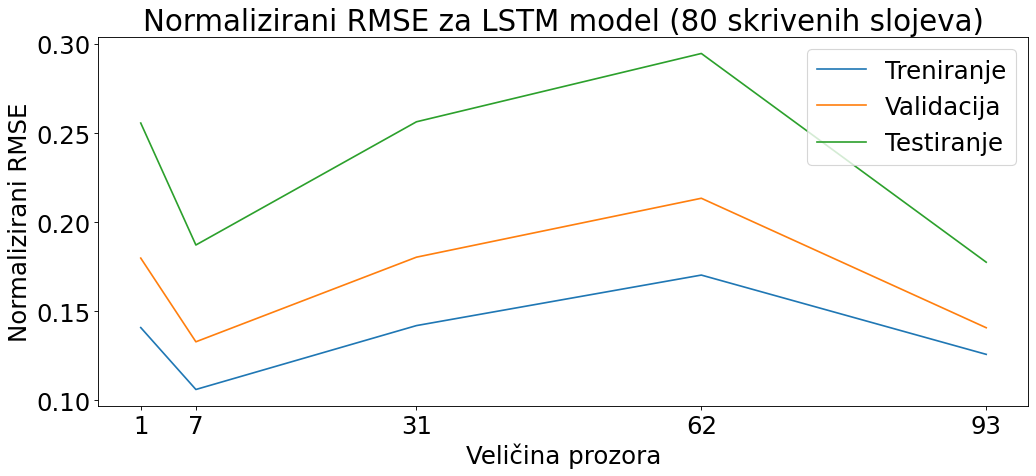 Normalizirani RMSE za LSTM model (80 skrivenih slojeva)
Normalizirani RMSE
0.30
0.25
0.20
0.15
0.10
Treniranje
Validacija
Testiranje
1 7 31 62 93
Veličina prozora